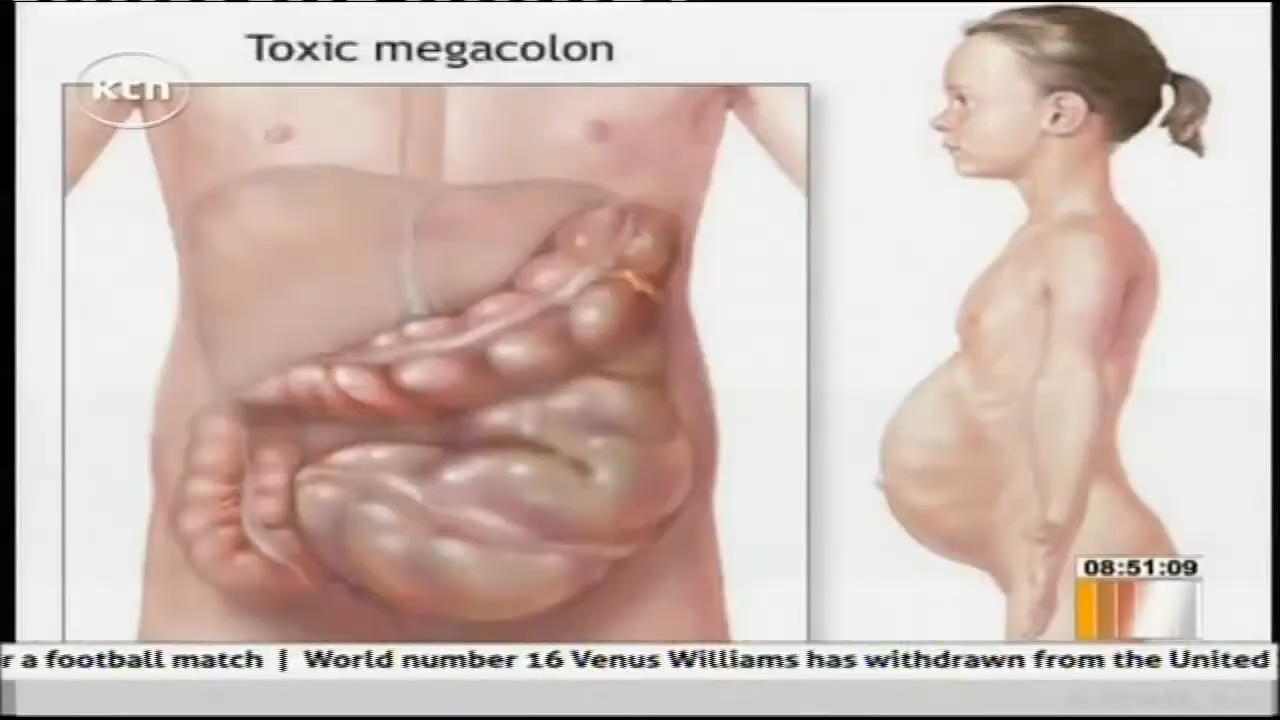 Toxic megacolon
ktn
08:51:09
r a football match | World number 16 Venus Williams has withdrawn from the United